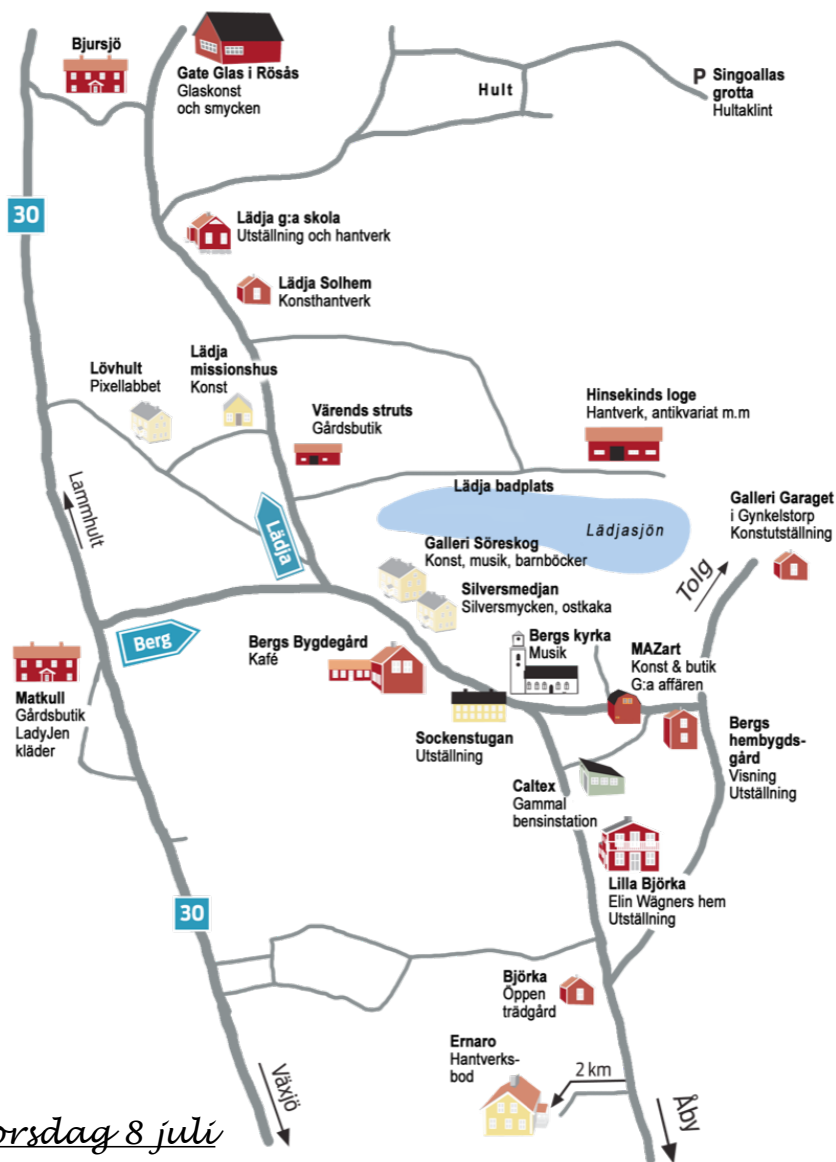 Bjursjö
Gate Glas i Rösås
Glaskonst
och smycken
Hult
P
Singoallas
grotta
Hultaklint
30
Lädja g:a skola
Utställning och hantverk
Lädja Solhem
Konsthantverk
Lövhult
Pixellabbet
Lädja
missionshus
Konst
Värends struts
Gårdsbutik
Hinsekinds loge
Hantverk, antikvariat m.m
Lammhult
Lädja
Lädja badplats
Lädjasjön
Galleri Garaget
i Gynkelstorp
Konstutställning
Galleri Söreskog
Konst, musik, barnböcker
Silversmedjan
Silversmycken, ostkaka
Tolg
Berg
Bergs Bygdegård
Kafé
Bergs kyrka
Musik
MAZart
Konst & butik
G:a affären
Matkull
Gårdsbutik
LadyJen
kläder
Sockenstugan
Utställning
Bergs
hembygds-
gård
Visning
Utställning
Caltex
Gammal
bensinstation
Lilla Björka
Elin Wägners hem
Utställning
30
Björka
Öppen
trädgård
Ernaro
Hantverks-
bod
2 km
Växjö
Åby
orsdag 8 juli